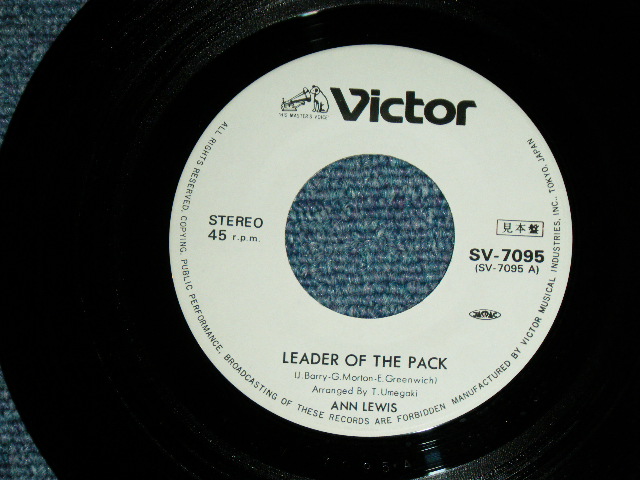 Victor
"HIS MASTER'S VOICE"
STEREO
45 r.p.m.
見本盤
SV-7095
(SV-7095 A)
JASRAC
LEADER OF THE PACK
(J.Barry-G.Morton-E.Greenwich)
Arranged By T.Umegaki
ANN LEWIS
ALL RIGHTS RESERVED. COPYING, PUBLIC PERFORMANCE, BROADCASTING OF THESE RECORDS ARE FORBIDDEN MANUFACTURED BY VICTOR MUSICAL INDUSTRIES, INC., TOKYO, JAPAN